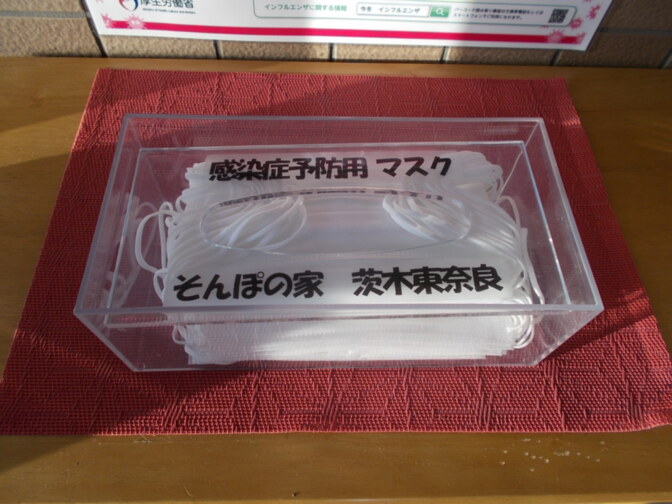 厚生労働省
インフルエンザに関する情報
今冬 インフルエンザ
感染症予防用 マスク
そんぽの家 茨木東奈良